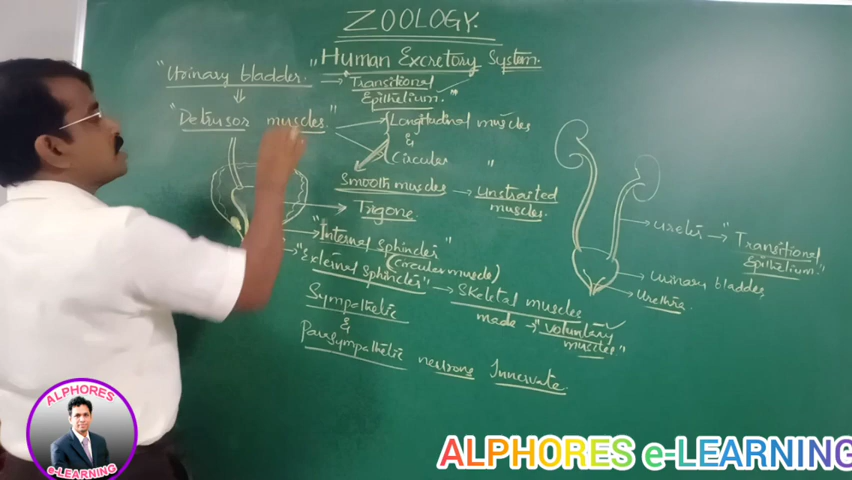 ZOOLOGY.
Human Excretory System.
"Urinary bladder." → Transitional
Epithelium."
"Detrusor muscles."
Longitudinal muscles
&
Circular "
Smooth muscles → Unstraited
muscles.
Trigone.
"Internal sphincter"
(circular muscle)
"External sphincter" → Skeletal muscles
made → "voluntary
muscles"
Sympathetic
&
Parasympathetic neurons Innervate.
ureter → "Transitional
Epithelium."
urinary bladder,
Urethra.
ALPHORES
e-LEARNING
ALPHORES e-LEARNING